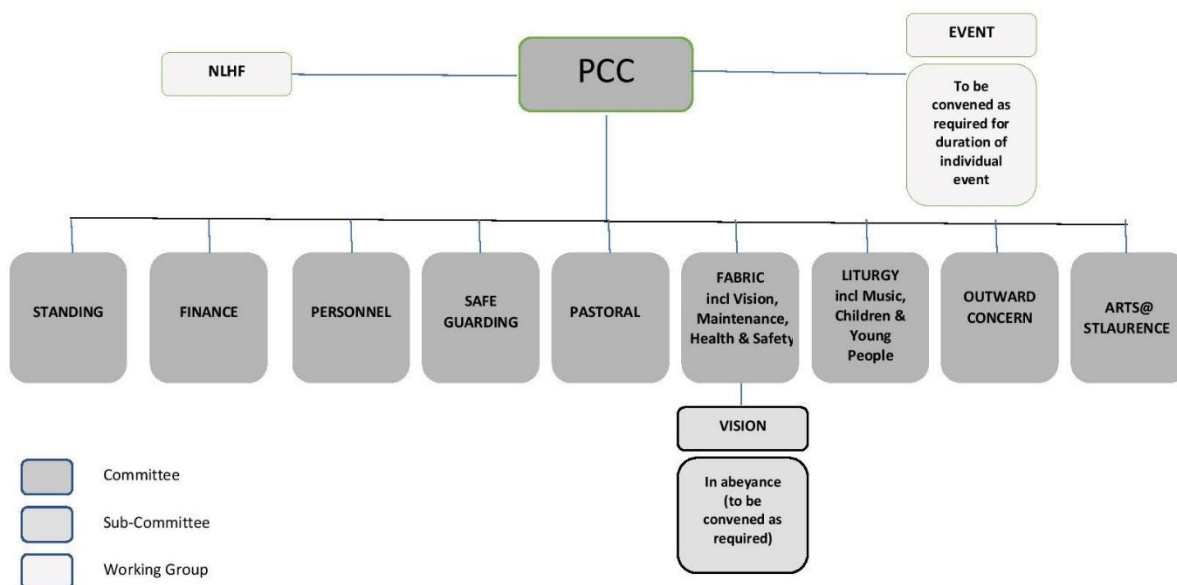 NLHF
PCC
EVENT
To be
convened as
required for
duration of
individual
event
STANDING
FINANCE
PERSONNEL
SAFE
GUARDING
PASTORAL
FABRIC
incl Vision,
Maintenance,
Health & Safety
LITURGY
incl Music,
Children &
Young
People
OUTWARD
CONCERN
ARTS@
STLAURENCE
VISION
In abeyance
(to be
convened as
required)
Committee
Sub-Committee
Working Group